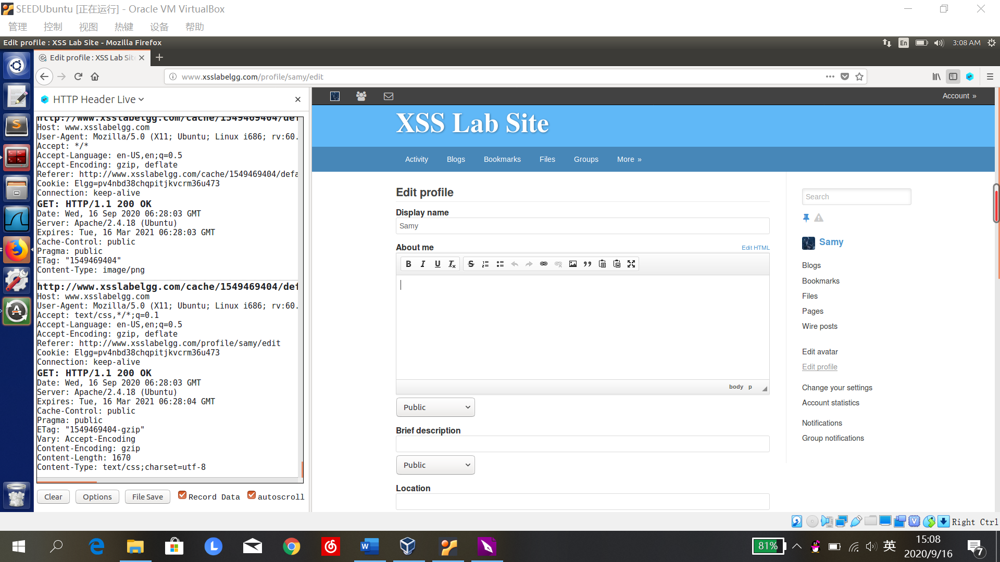 SEEDUbuntu [正在运行] - Oracle VM VirtualBox
管理 控制 视图 热键 设备 帮助
Edit profile : XSS Lab Site - Mozilla Firefox
En 3:08 AM
Edit profile : XSS Lab Site
www.xsslabelgg.com/profile/samy/edit
HTTP Header Live
http://www.xsslabelgg.com/cache/1549469404/def
Host: www.xsslabelgg.com
User-Agent: Mozilla/5.0 (X11; Ubuntu; Linux i686; rv:60.
Accept: */*
Accept-Language: en-US,en;q=0.5
Accept-Encoding: gzip, deflate
Referer: http://www.xsslabelgg.com/cache/1549469404/defa
Cookie: Elgg=pv4nbd38chqpitjkvcrm36u473
Connection: keep-alive
GET: HTTP/1.1 200 OK
Date: Wed, 16 Sep 2020 06:28:03 GMT
Server: Apache/2.4.18 (Ubuntu)
Expires: Tue, 16 Mar 2021 06:28:03 GMT
Cache-Control: public
Pragma: public
ETag: "1549469404"
Content-Type: image/png
http://www.xsslabelgg.com/cache/1549469404/def
Host: www.xsslabelgg.com
User-Agent: Mozilla/5.0 (X11; Ubuntu; Linux i686; rv:60.
Accept: text/css,*/*;q=0.1
Accept-Language: en-US,en;q=0.5
Accept-Encoding: gzip, deflate
Referer: http://www.xsslabelgg.com/profile/samy/edit
Cookie: Elgg=pv4nbd38chqpitjkvcrm36u473
Connection: keep-alive
GET: HTTP/1.1 200 OK
Date: Wed, 16 Sep 2020 06:28:03 GMT
Server: Apache/2.4.18 (Ubuntu)
Expires: Tue, 16 Mar 2021 06:28:04 GMT
Cache-Control: public
Pragma: public
ETag: "1549469404-gzip"
Vary: Accept-Encoding
Content-Encoding: gzip
Content-Length: 1670
Content-Type: text/css;charset=utf-8
Clear Options File Save Record Data autoscroll
Account »
XSS Lab Site
Activity Blogs Bookmarks Files Groups More »
Edit profile
Display name
Samy
About me Edit HTML
body p
Public
Brief description
Public
Location
Search
Samy
Blogs
Bookmarks
Files
Pages
Wire posts
Edit avatar
Edit profile
Change your settings
Account statistics
Notifications
Group notifications
Right Ctrl
81% 英 15:08
2020/9/16
7